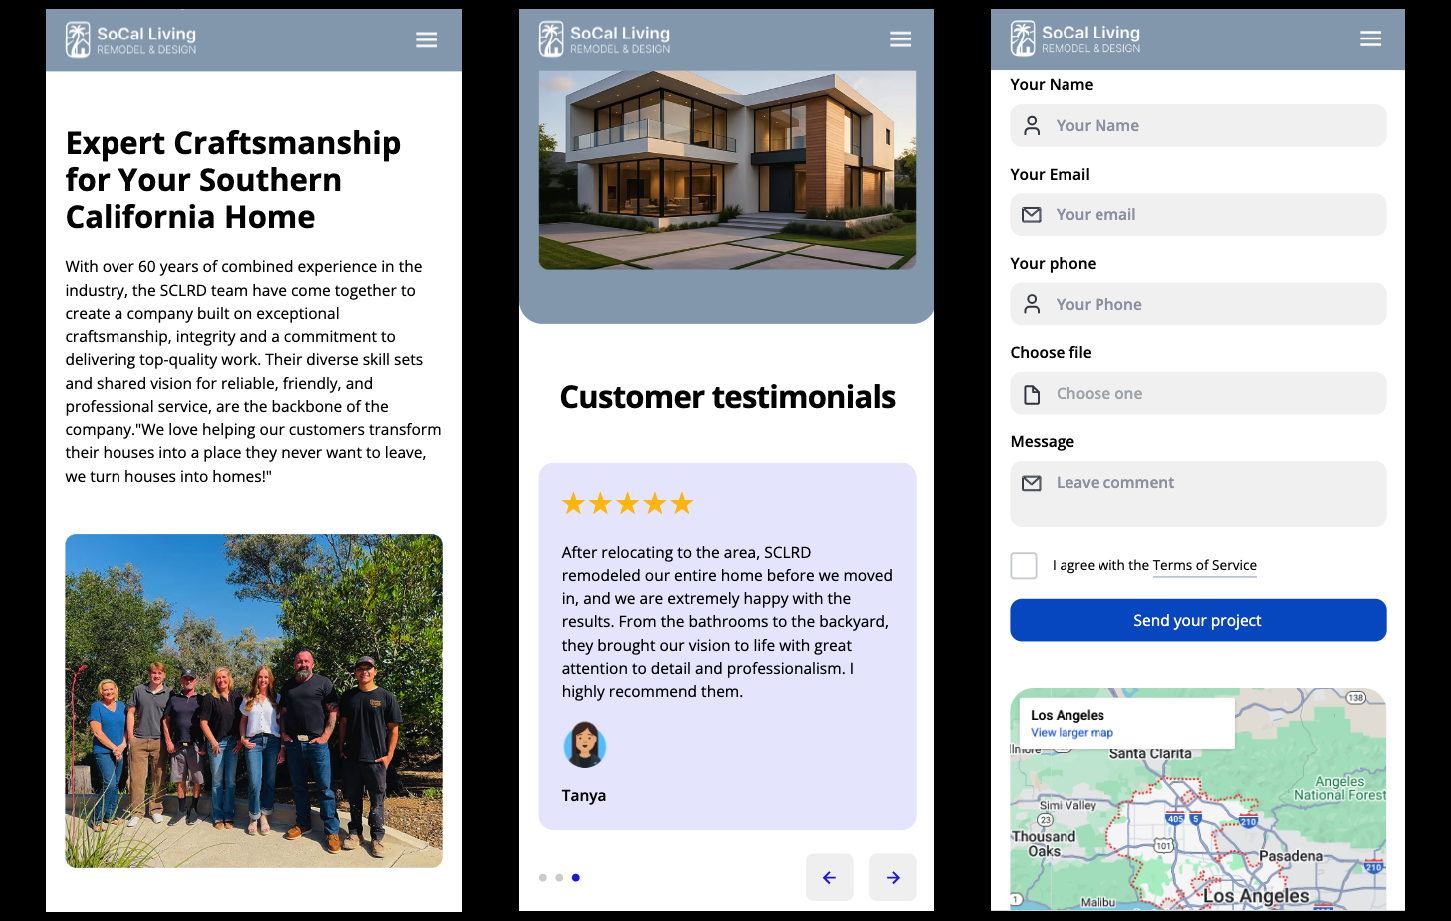 SoCal Living
REMODEL & DESIGN
Expert Craftsmanship
for Your Southern
California Home
With over 60 years of combined experience in the
industry, the SCLRD team have come together to
create a company built on exceptional
craftsmanship, integrity and a commitment to
delivering top-quality work. Their diverse skill sets
and shared vision for reliable, friendly, and
professional service, are the backbone of the
company."We love helping our customers transform
their houses into a place they never want to leave,
we turn houses into homes!"
SoCal Living
REMODEL & DESIGN
Customer testimonials
After relocating to the area, SCLRD
remodeled our entire home before we moved
in, and we are extremely happy with the
results. From the bathrooms to the backyard,
they brought our vision to life with great
attention to detail and professionalism. I
highly recommend them.
Tanya
SoCal Living
REMODEL & DESIGN
Your Name
Your Name
Your Email
Your email
Your phone
Your Phone
Choose file
Choose one
Message
Leave comment
I agree with the Terms of Service
Send your project
138
Los Angeles
View larger map
Santa Clarita
Angeles
National Forest
Simi Valley
23
405
5
210
Thousand
Oaks
101
Pasadena
210
Los Angeles
1
Malibu